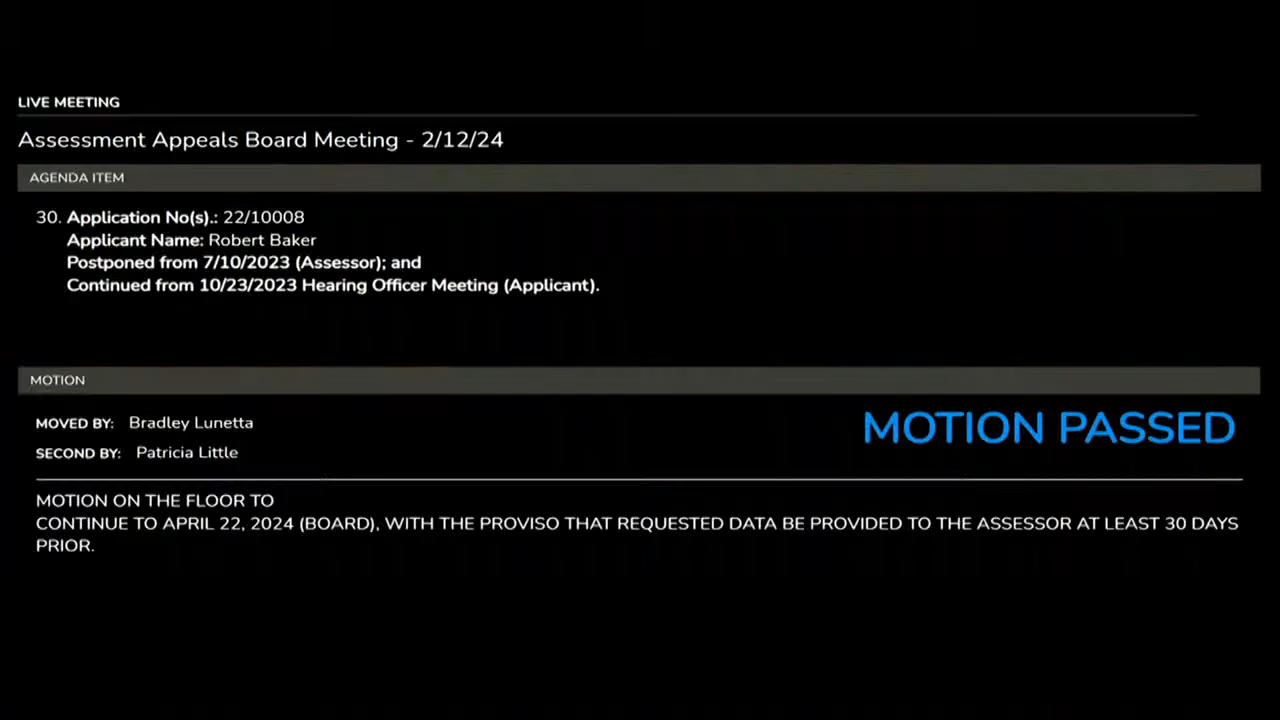 LIVE MEETING
Assessment Appeals Board Meeting - 2/12/24
AGENDA ITEM
30. Application No(s).: 22/10008
Applicant Name: Robert Baker
Postponed from 7/10/2023 (Assessor); and
Continued from 10/23/2023 Hearing Officer Meeting (Applicant).
MOTION
MOVED BY: Bradley Lunetta
MOTION PASSED
SECOND BY: Patricia Little
MOTION ON THE FLOOR TO
CONTINUE TO APRIL 22, 2024 (BOARD), WITH THE PROVISO THAT REQUESTED DATA BE PROVIDED TO THE ASSESSOR AT LEAST 30 DAYS
PRIOR.